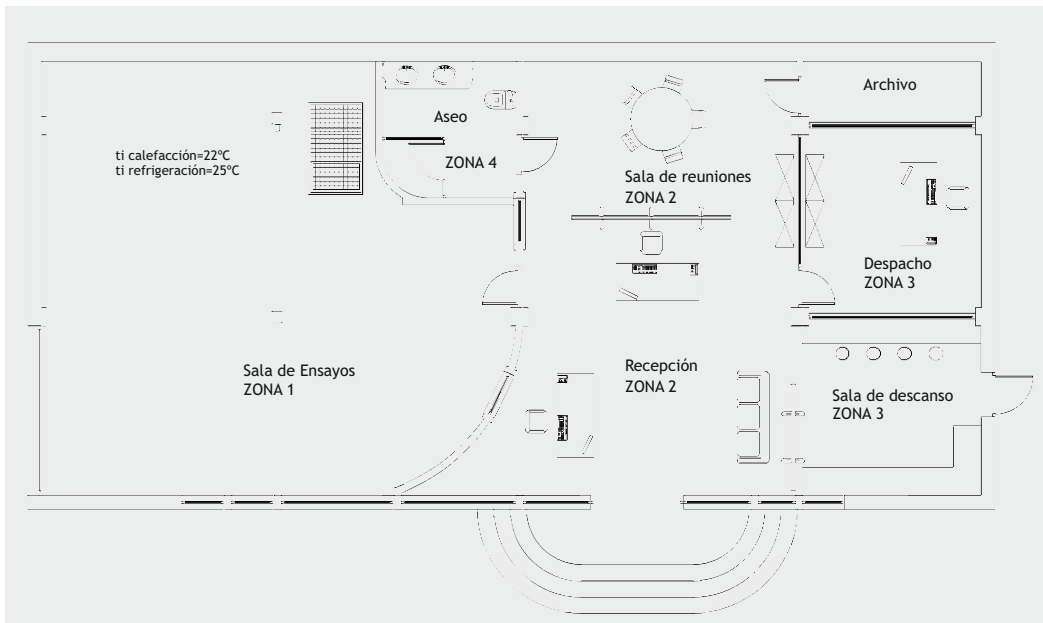 Archivo
Aseo
ti calefacción=22ºC
ti refrigeración=25ºC
ZONA 4
Sala de reuniones
ZONA 2
Despacho
ZONA 3
Sala de Ensayos
ZONA 1
Recepción
ZONA 2
Sala de descanso
ZONA 3